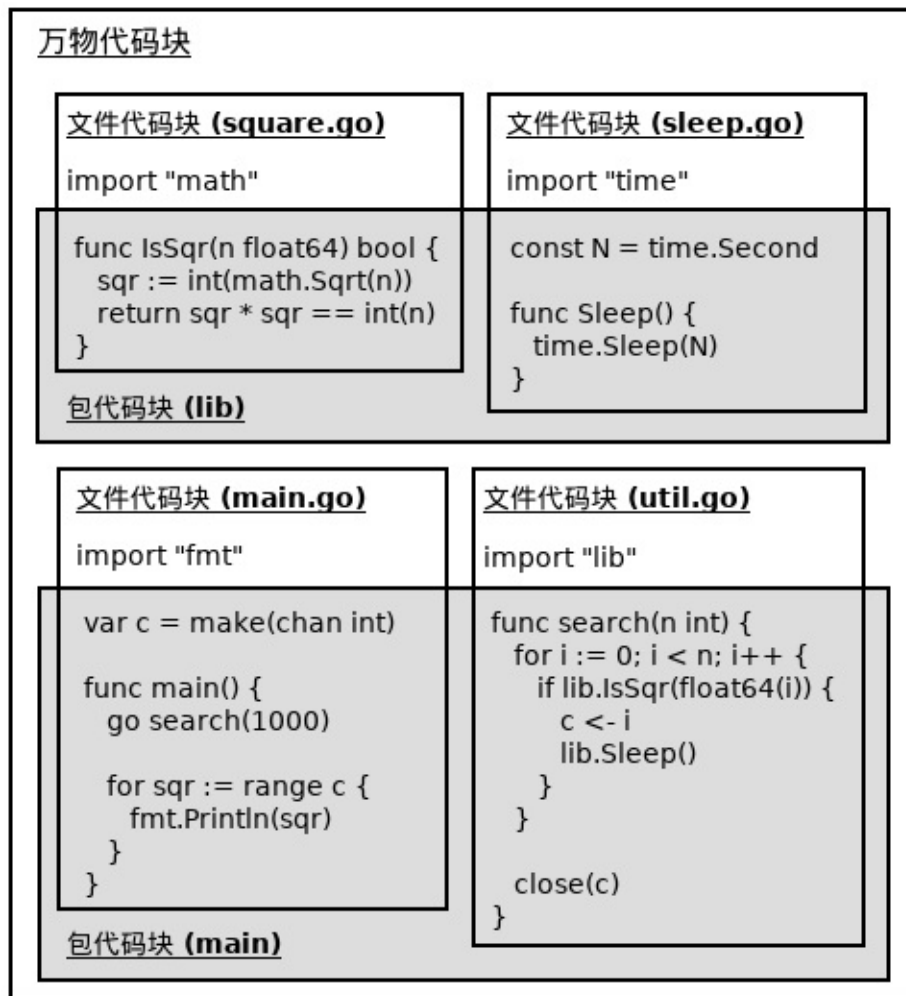 万物代码块
文件代码块 (square.go)
import "math"
func IsSqr(n float64) bool {
sqr := int(math.Sqrt(n))
return sqr * sqr == int(n)
}
文件代码块 (sleep.go)
import "time"
const N = time.Second
func Sleep() {
time.Sleep(N)
}
包代码块 (lib)
文件代码块 (main.go)
import "fmt"
var c = make(chan int)
func main() {
go search(1000)
for sqr := range c {
fmt.Println(sqr)
}
}
文件代码块 (util.go)
import "lib"
func search(n int) {
for i := 0; i < n; i++ {
if lib.IsSqr(float64(i)) {
c <- i
lib.Sleep()
}
}
close(c)
}
包代码块 (main)